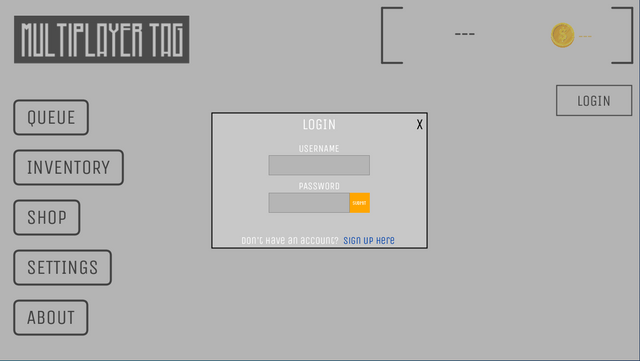 MULTIPLAYER TAG
---
---
LOGIN
QUEUE
INVENTORY
SHOP
SETTINGS
ABOUT
LOGIN
X
USERNAME
PASSWORD
SUBMIT
Don't have an account? Sign up here